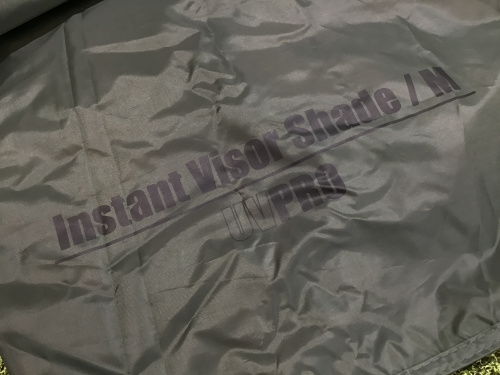 Instant Visor Shade / M
UVPRO